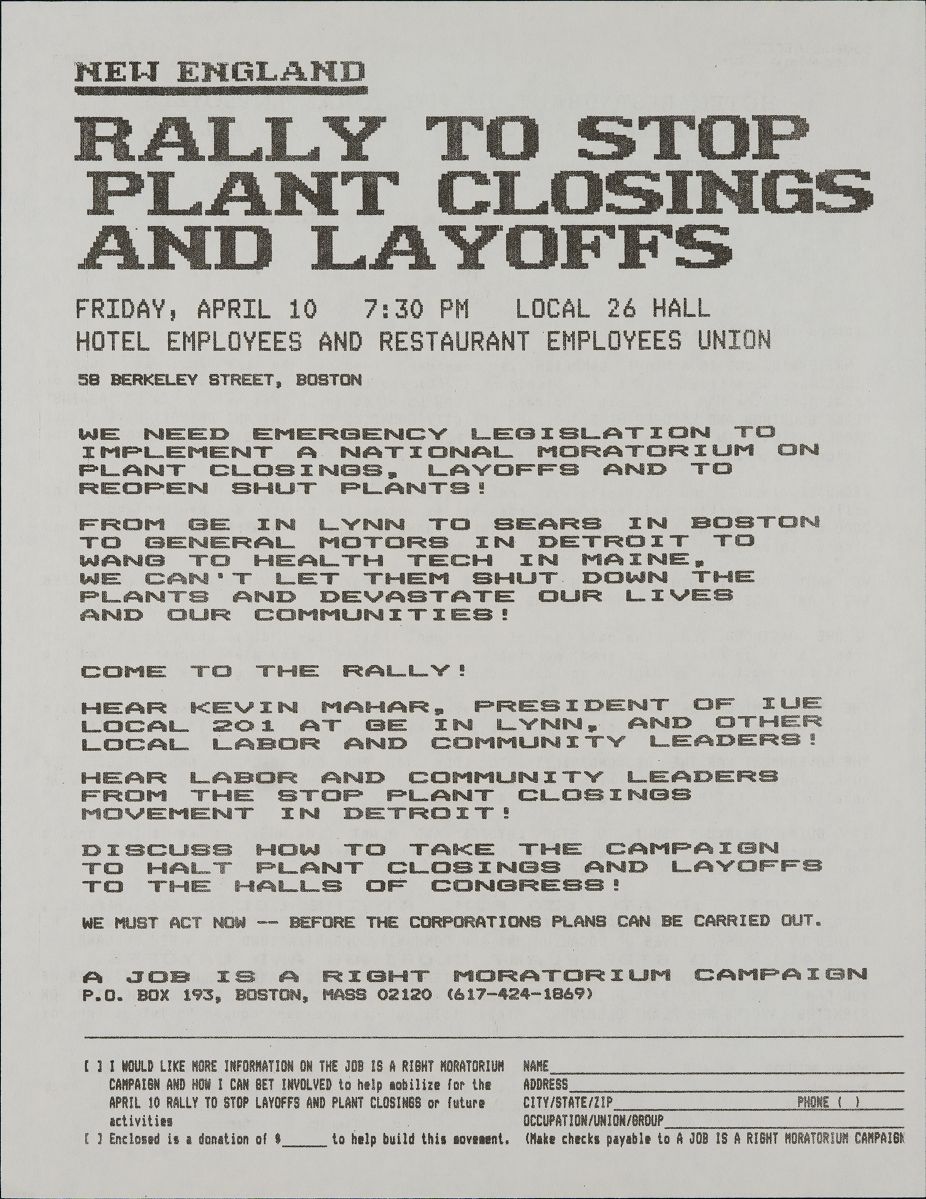 NEW ENGLAND
RALLY TO STOP
PLANT CLOSINGS
AND LAYOFFS
FRIDAY, APRIL 10 7:30 PM LOCAL 26 HALL
HOTEL EMPLOYEES AND RESTAURANT EMPLOYEES UNION
58 BERKELEY STREET, BOSTON
WE NEED EMERGENCY LEGISLATION TO
IMPLEMENT A NATIONAL MORATORIUM ON
PLANT CLOSINGS, LAYOFFS AND TO
REOPEN SHUT PLANTS!
FROM GE IN LYNN TO SEARS IN BOSTON
TO GENERAL MOTORS IN DETROIT TO
WANG TO HEALTH TECH IN MAINE,
WE CAN'T LET THEM SHUT DOWN THE
PLANTS AND DEVASTATE OUR LIVES
AND OUR COMMUNITIES!
COME TO THE RALLY!
HEAR KEVIN MAHAR, PRESIDENT OF IUE
LOCAL 201 AT GE IN LYNN, AND OTHER
LOCAL LABOR AND COMMUNITY LEADERS!
HEAR LABOR AND COMMUNITY LEADERS
FROM THE STOP PLANT CLOSINGS
MOVEMENT IN DETROIT!
DISCUSS HOW TO TAKE THE CAMPAIGN
TO HALT PLANT CLOSINGS AND LAYOFFS
TO THE HALLS OF CONGRESS!
WE MUST ACT NOW -- BEFORE THE CORPORATIONS PLANS CAN BE CARRIED OUT.
A JOB IS A RIGHT MORATORIUM CAMPAIGN
P.O. BOX 193, BOSTON, MASS 02120 (617-424-1869)
[ ] I WOULD LIKE MORE INFORMATION ON THE JOB IS A RIGHT MORATORIUM
CAMPAIGN AND HOW I CAN GET INVOLVED to help mobilize for the
APRIL 10 RALLY TO STOP LAYOFFS AND PLANT CLOSINGS or future
activities
[ ] Enclosed is a donation of $______ to help build this movement.
NAME
ADDRESS
CITY/STATE/ZIP PHONE ( )
OCCUPATION/UNION/GROUP
(Make checks payable to A JOB IS A RIGHT MORATORIUM CAMPAIGN